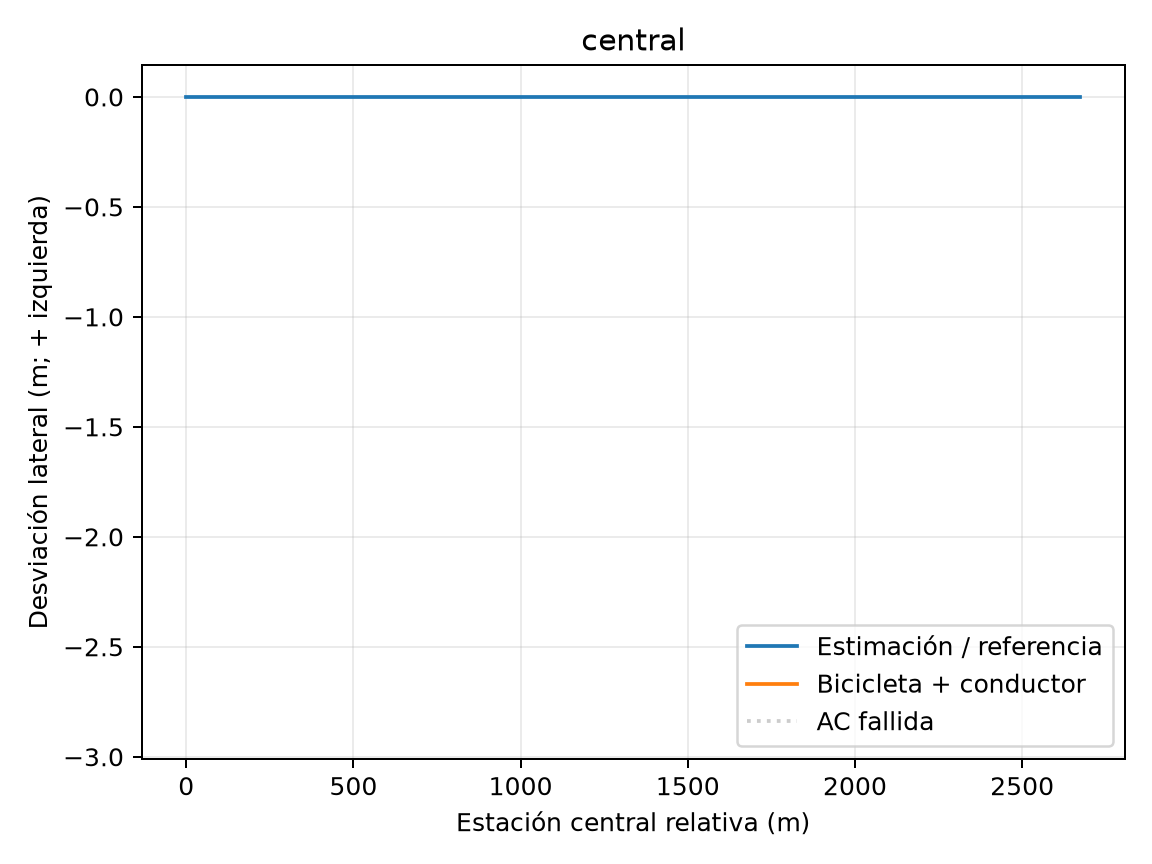 central
Desviación lateral (m; + izquierda)
0.0
−0.5
−1.0
−1.5
−2.0
−2.5
−3.0
Estimación / referencia
Bicicleta + conductor
AC fallida
0 500 1000 1500 2000 2500
Estación central relativa (m)